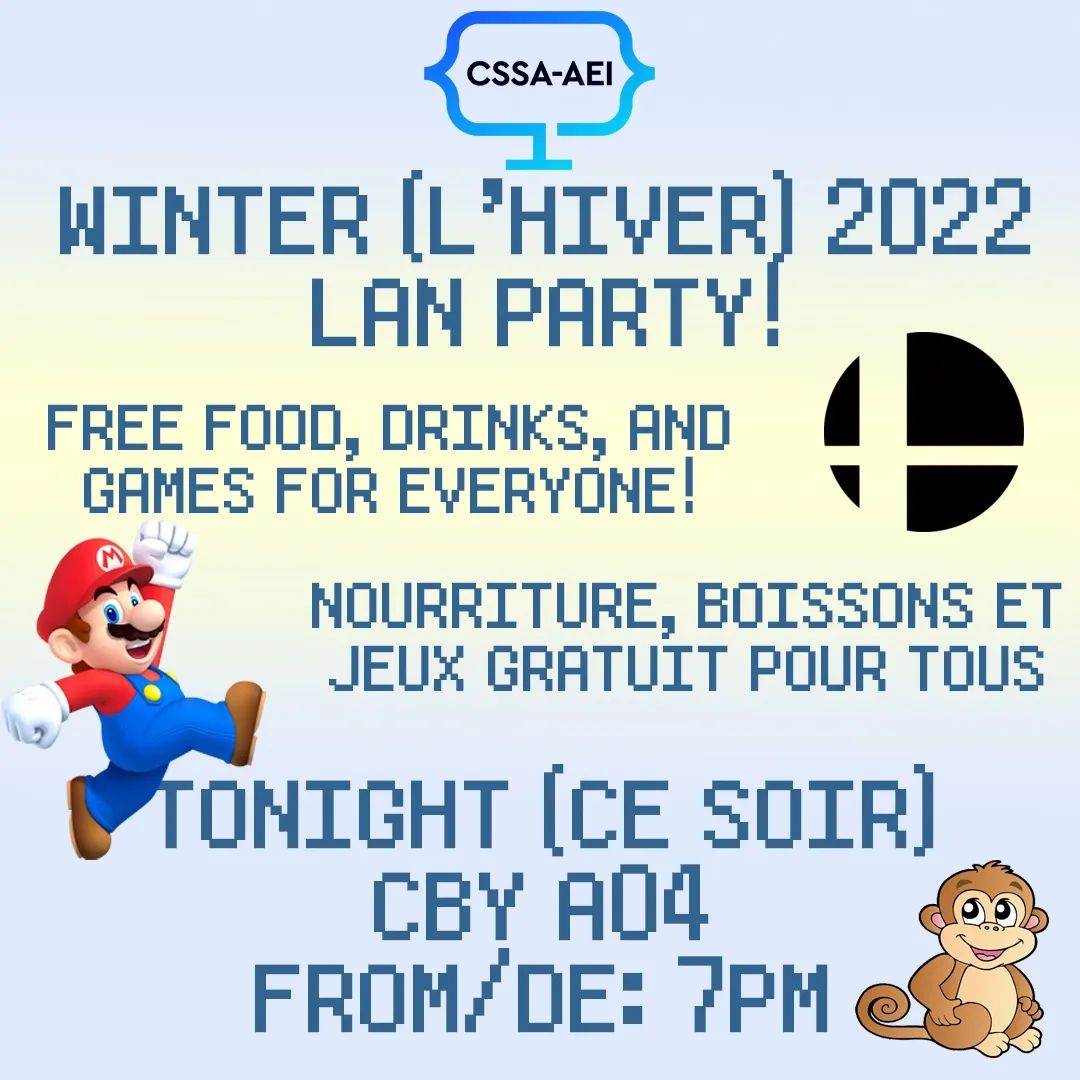 CSSA-AEI
WINTER (L'HIVER) 2022
LAN PARTY!
FREE FOOD, DRINKS, AND
GAMES FOR EVERYONE!
M
NOURRITURE, BOISSONS ET
JEUX GRATUIT POUR TOUS
TONIGHT (CE SOIR)
CBY A04
FROM/DE: 7PM